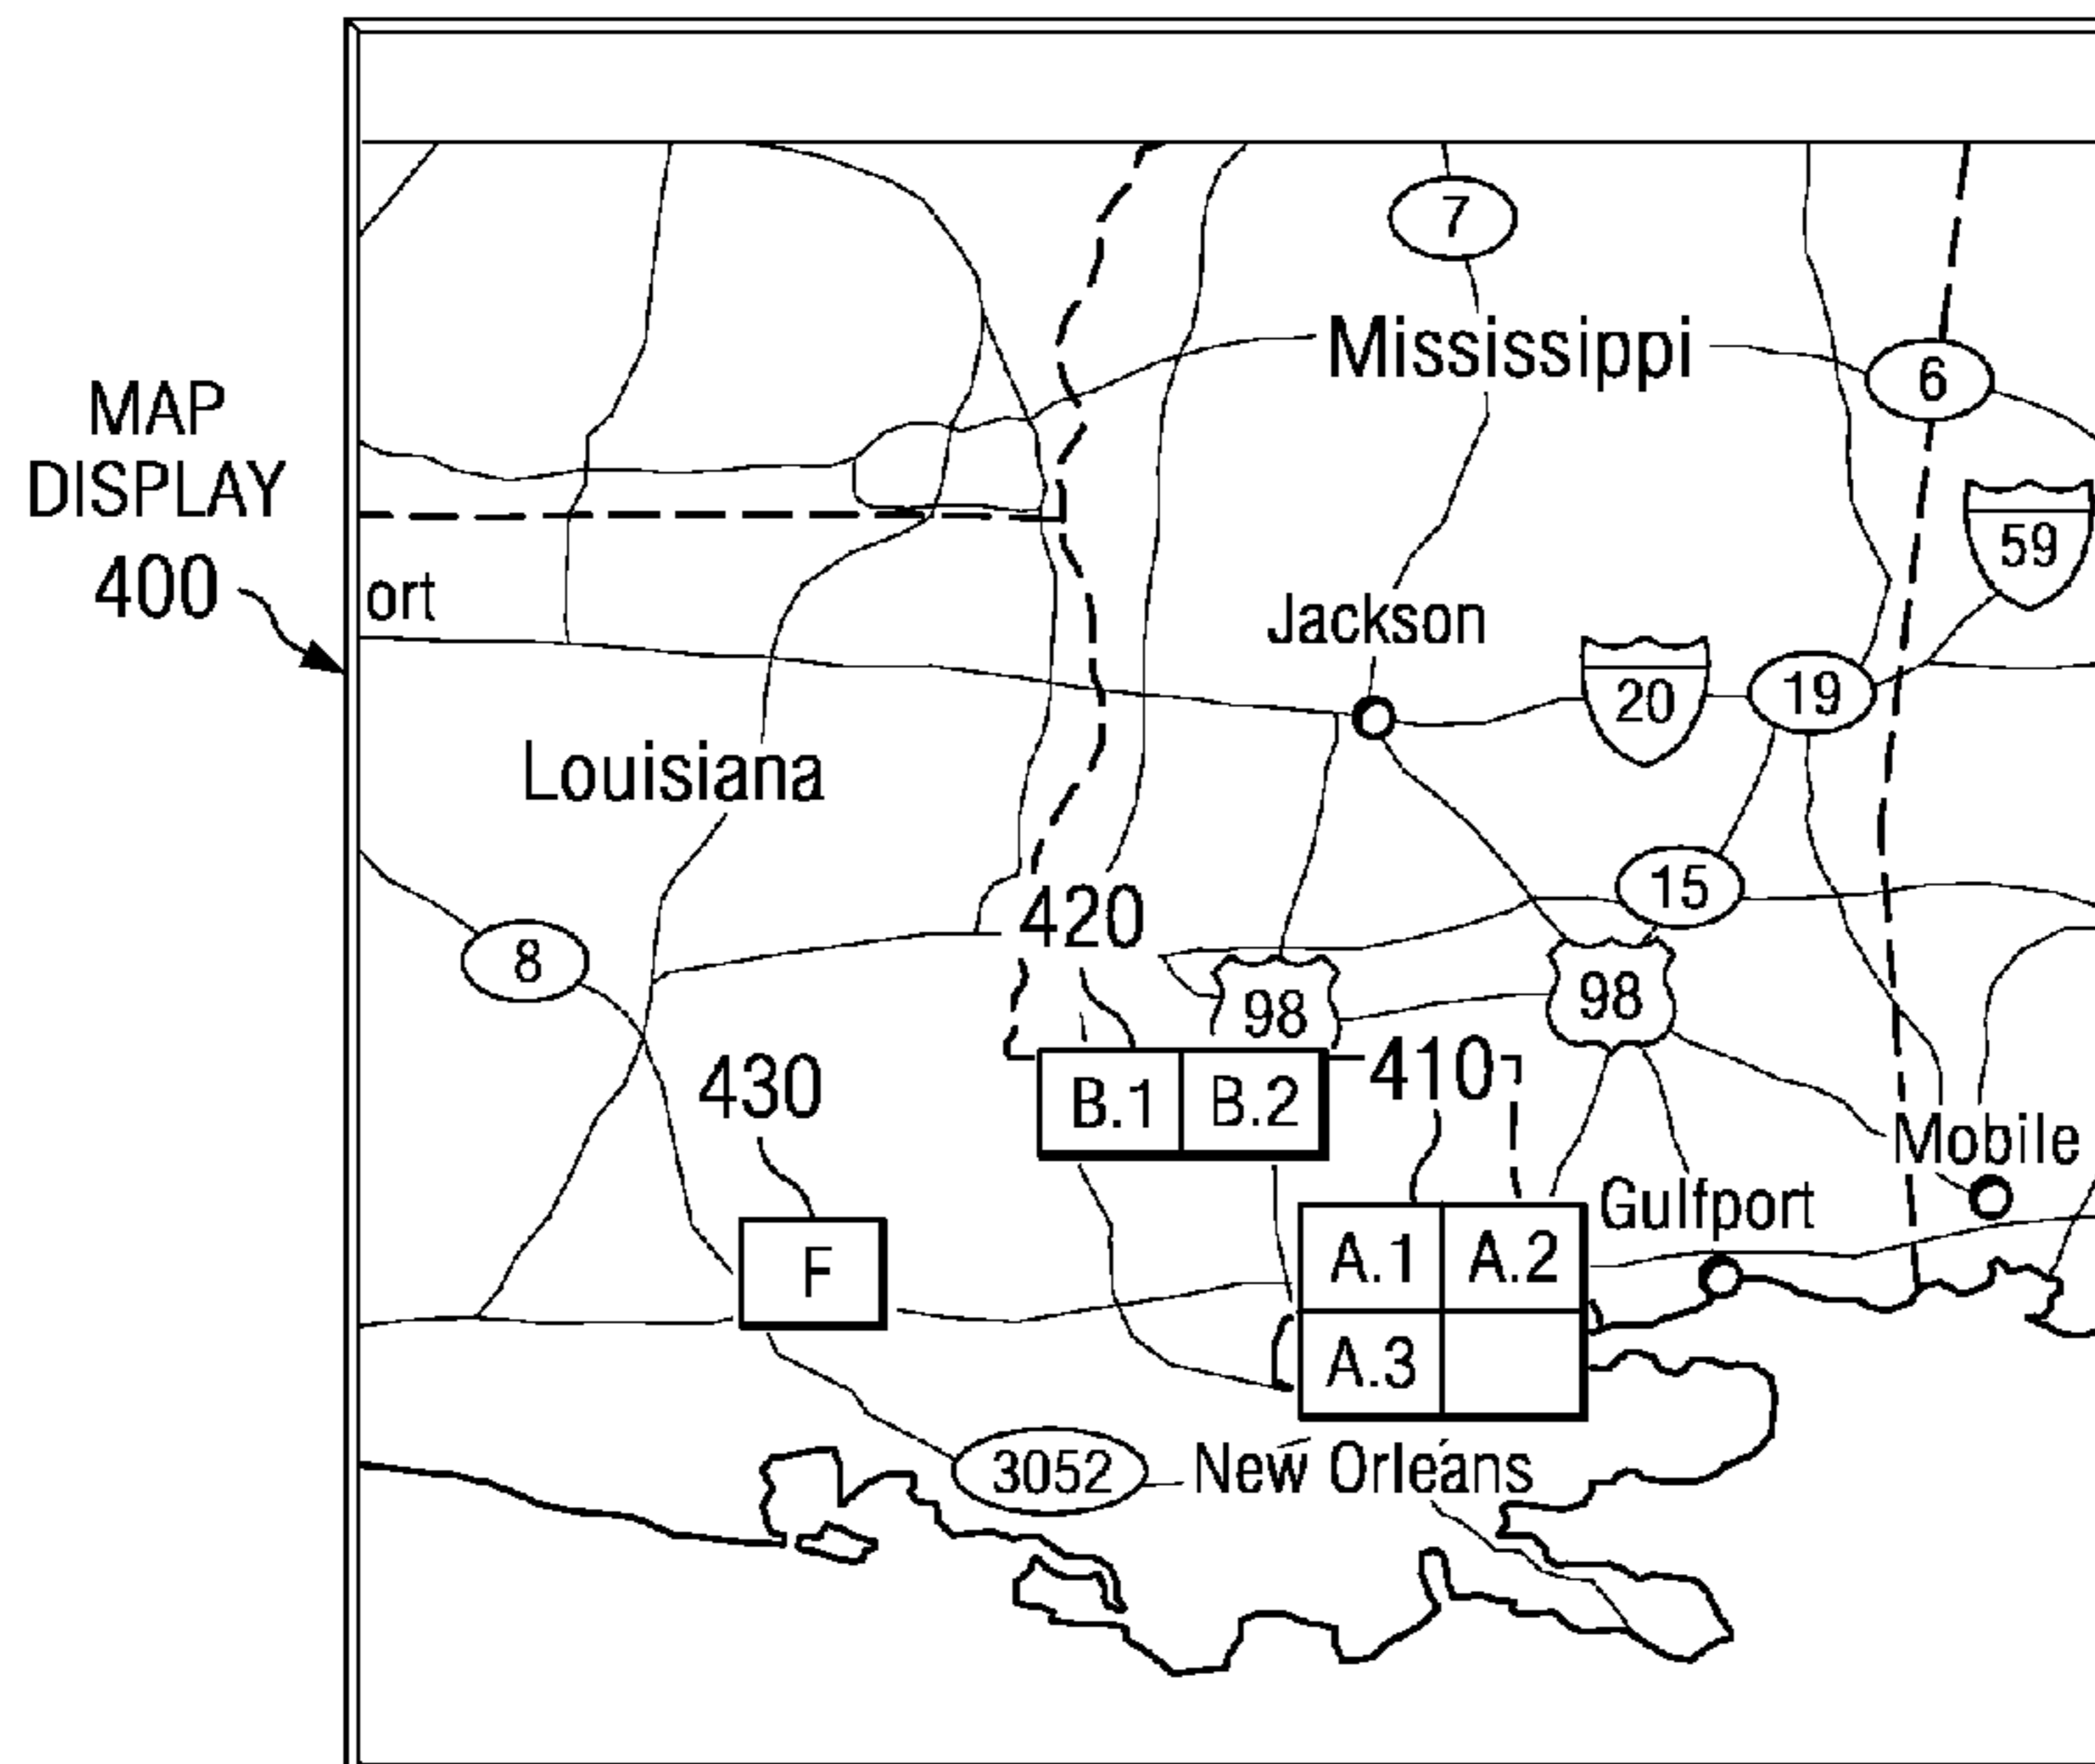 7
Mississippi
6
MAP
DISPLAY
400
59
ort
Jackson
20
19
Louisiana
15
420
8
98
98
430
410
B.1 B.2
Mobile
Gulfport
F
A.1 A.2
A.3
3052
New Orleans